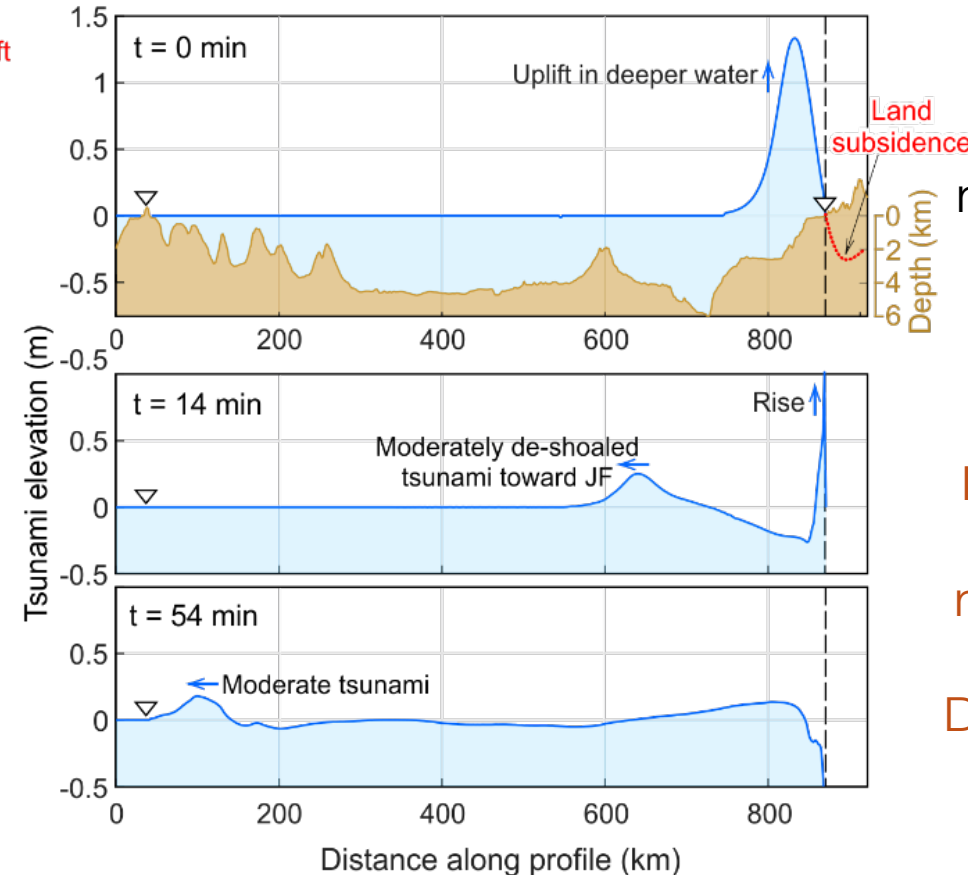 ft
1.5
t = 0 min
Uplift in deeper water
1
Land
subsidence
0.5
0
-0.5
0
2
4
6
Depth (km)
0 200 400 600 800
Tsunami elevation (m)
-0.5
t = 14 min
Rise
0.5
Moderately de-shoaled
tsunami toward JF
0
-0.5
t = 54 min
0.5
Moderate tsunami
0
-0.5
0 200 400 600 800
Distance along profile (km)
r
r
D